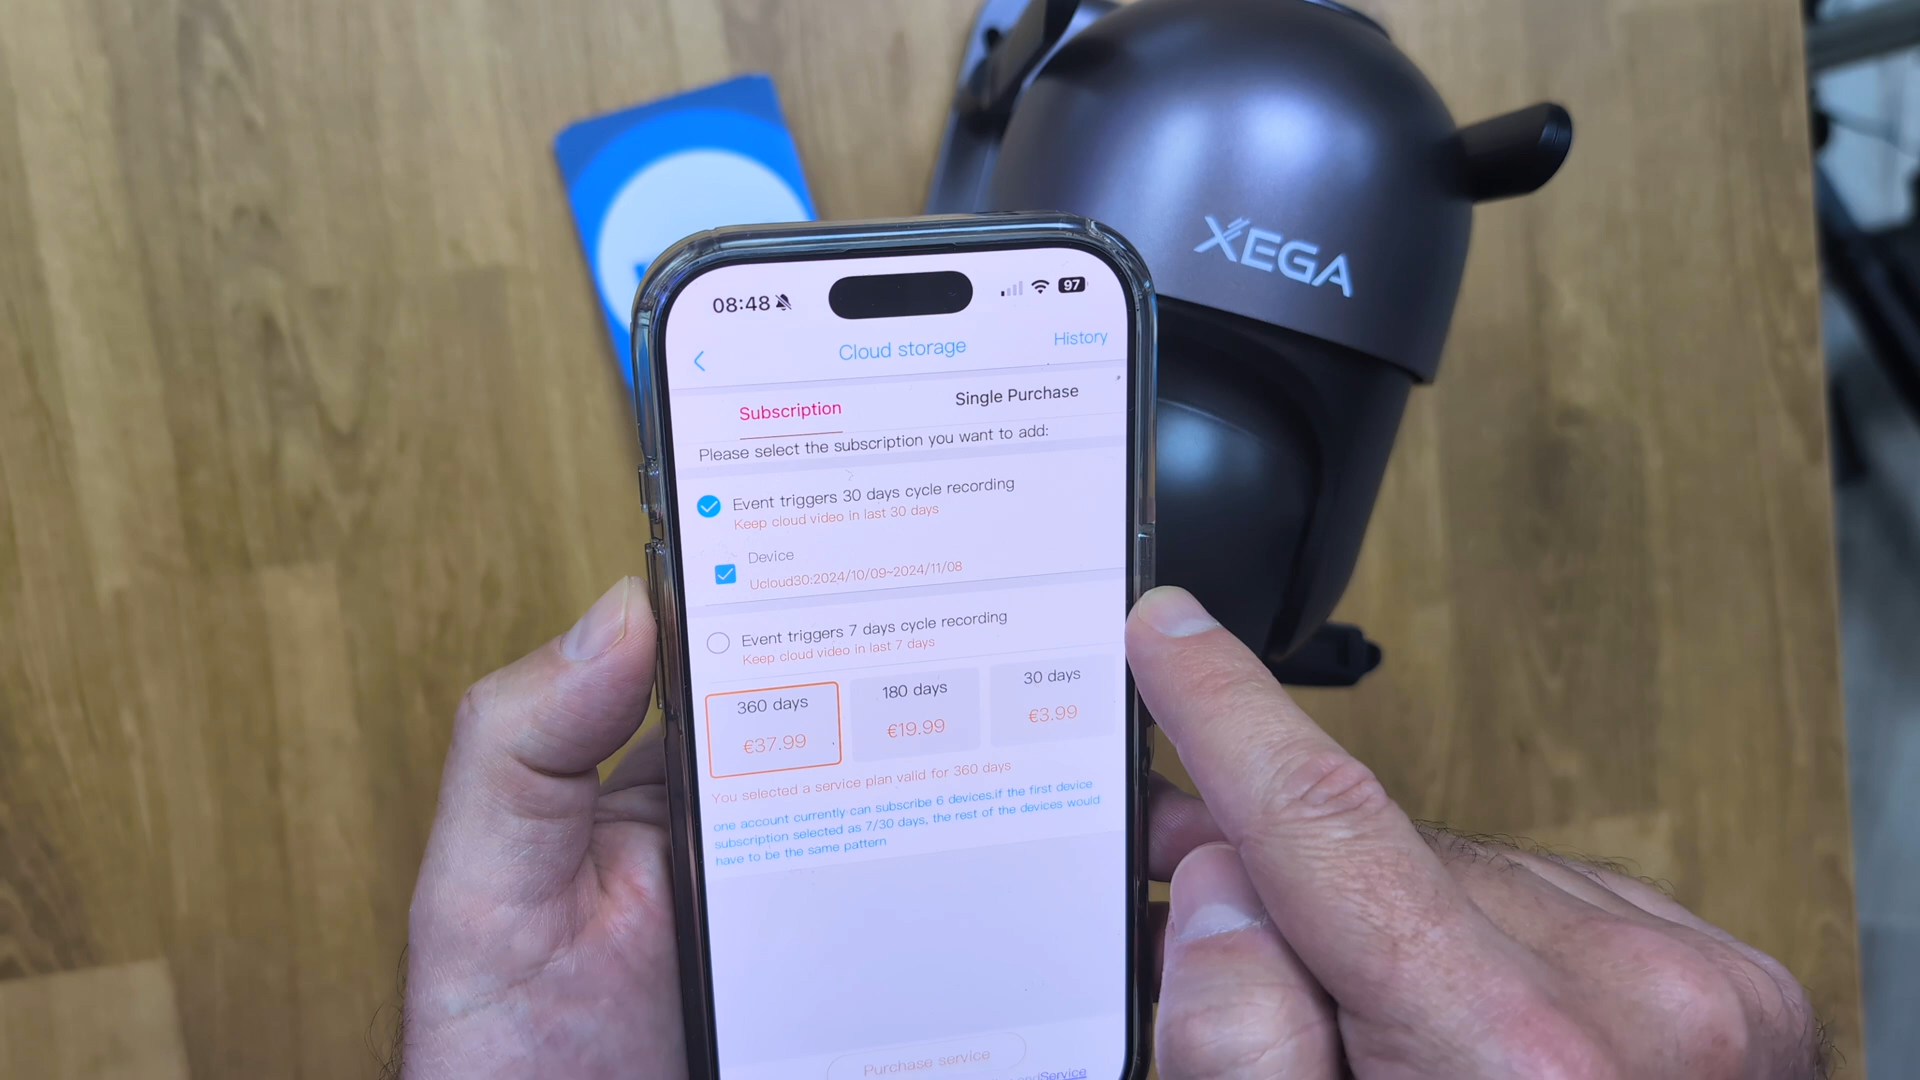 XEGA
08:48
97
Cloud storage
History
Subscription
Single Purchase
Please select the subscription you want to add:
Event triggers 30 days cycle recording
Keep cloud video in last 30 days
Device
Ucloud30:2024/10/09~2024/11/08
Event triggers 7 days cycle recording
Keep cloud video in last 7 days
360 days
180 days
30 days
€37.99
€19.99
€3.99
You selected a service plan valid for 360 days
one account currently can subscribe 6 devices.if the first device
subscription selected as 7/30 days, the rest of the devices would
have to be the same pattern
Purchase service
andService